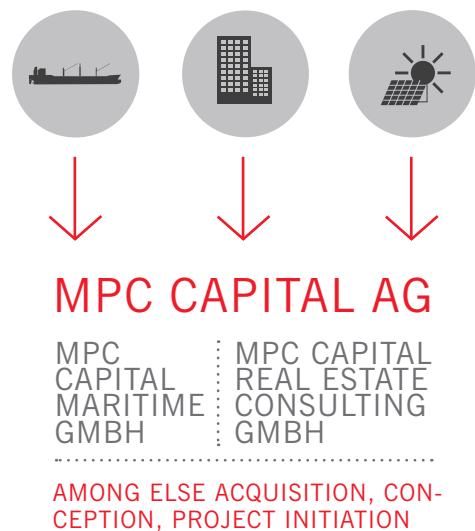 MPC CAPITAL AG
MPC
CAPITAL
MARITIME
GMBH
MPC CAPITAL
REAL ESTATE
CONSULTING
GMBH
AMONG ELSE ACQUISITION, CON-
CEPTION, PROJECT INITIATION